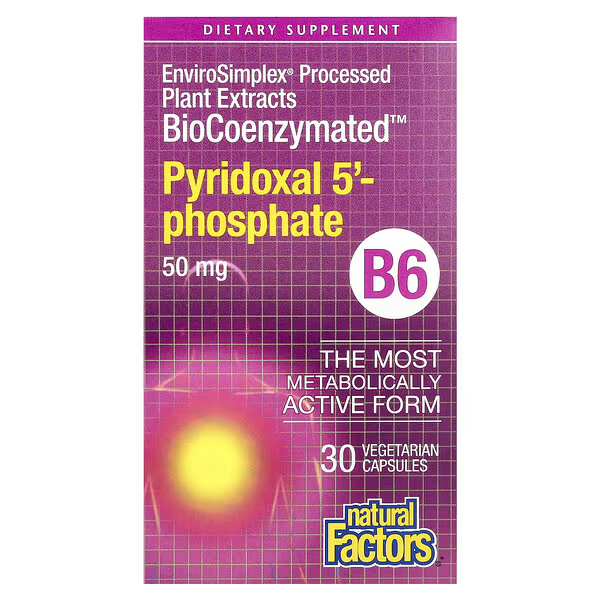 DIETARY SUPPLEMENT
EnviroSimplex® Processed
Plant Extracts
BioCoenzymated™
Pyridoxal 5'-
phosphate
50 mg
B6
THE MOST
METABOLICALLY
ACTIVE FORM
30 VEGETARIAN
CAPSULES
natural
Factors®